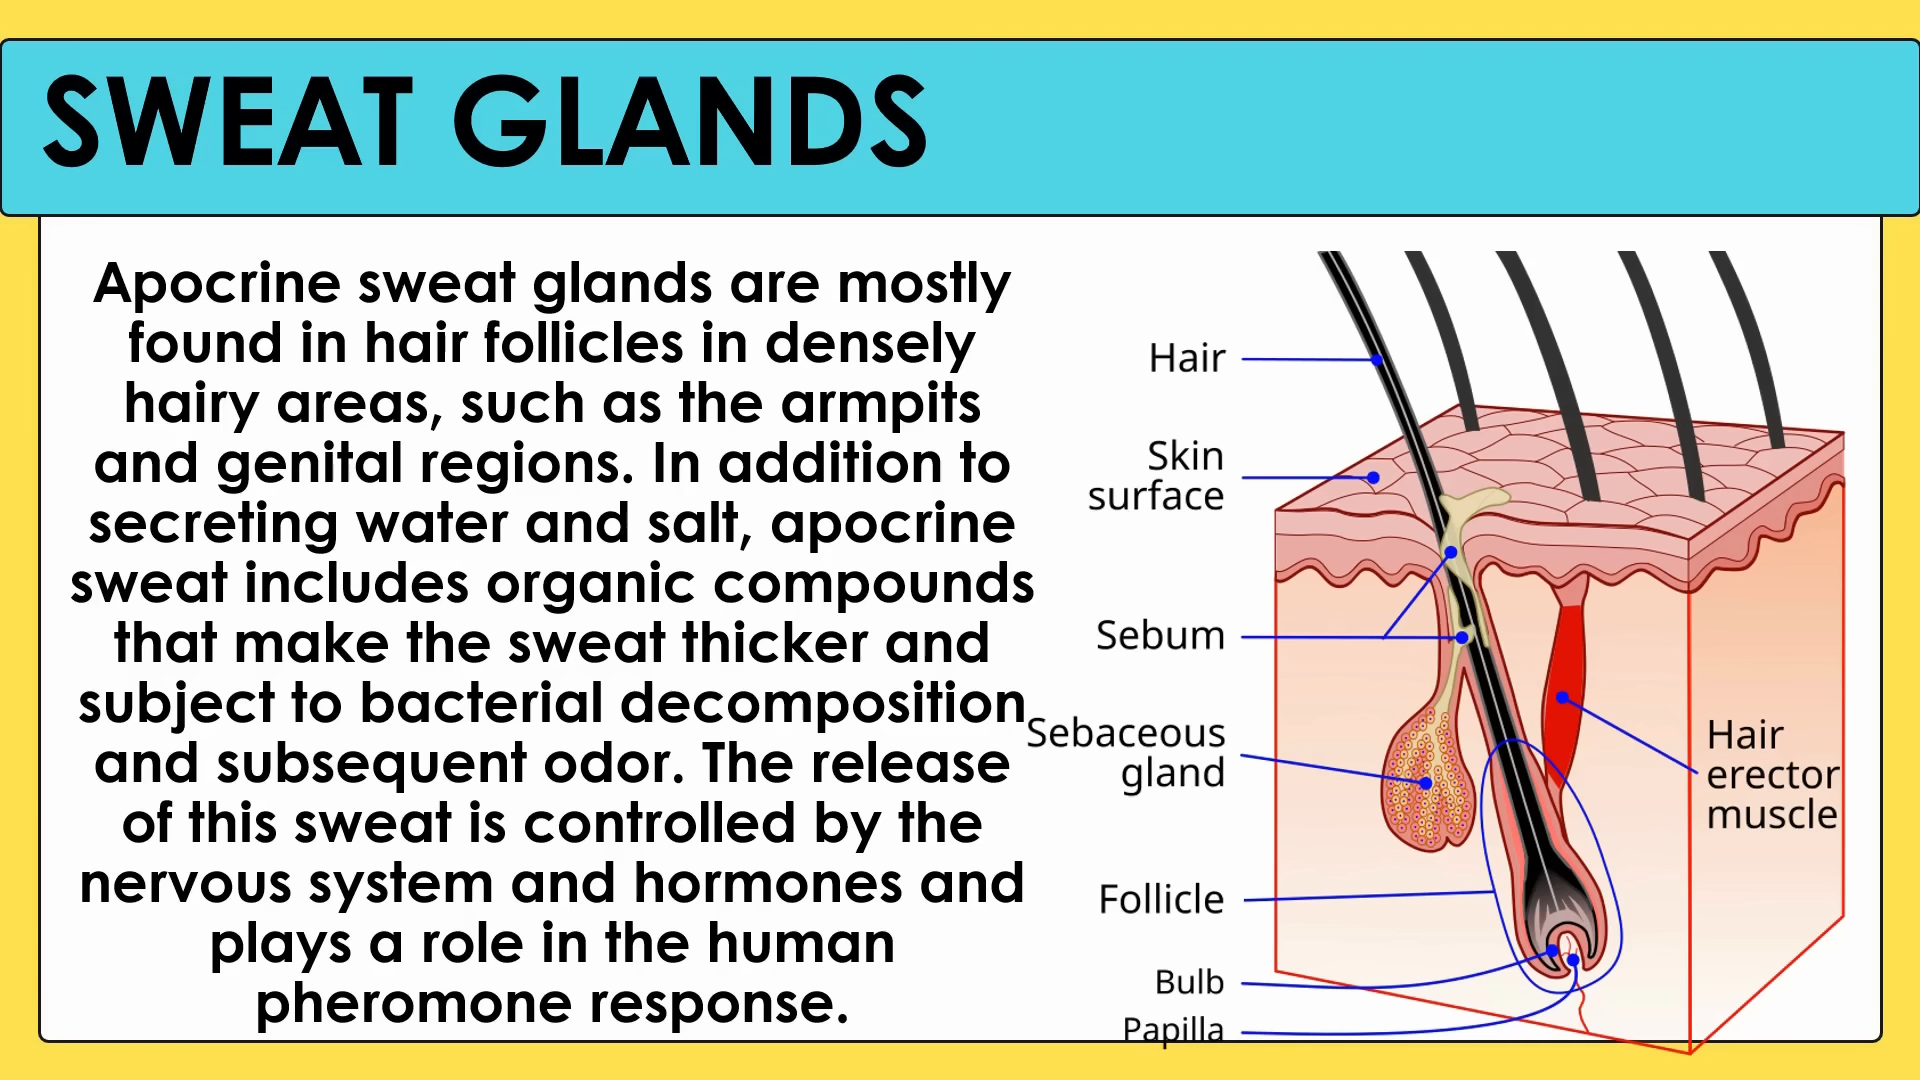 SWEAT GLANDS
Apocrine sweat glands are mostly
found in hair follicles in densely
hairy areas, such as the armpits
and genital regions. In addition to
secreting water and salt, apocrine
sweat includes organic compounds
that make the sweat thicker and
subject to bacterial decomposition
and subsequent odor. The release
of this sweat is controlled by the
nervous system and hormones and
plays a role in the human
pheromone response.
Hair
Skin
surface
Sebum
Sebaceous
gland
Hair
erector
muscle
Follicle
Bulb
Papilla